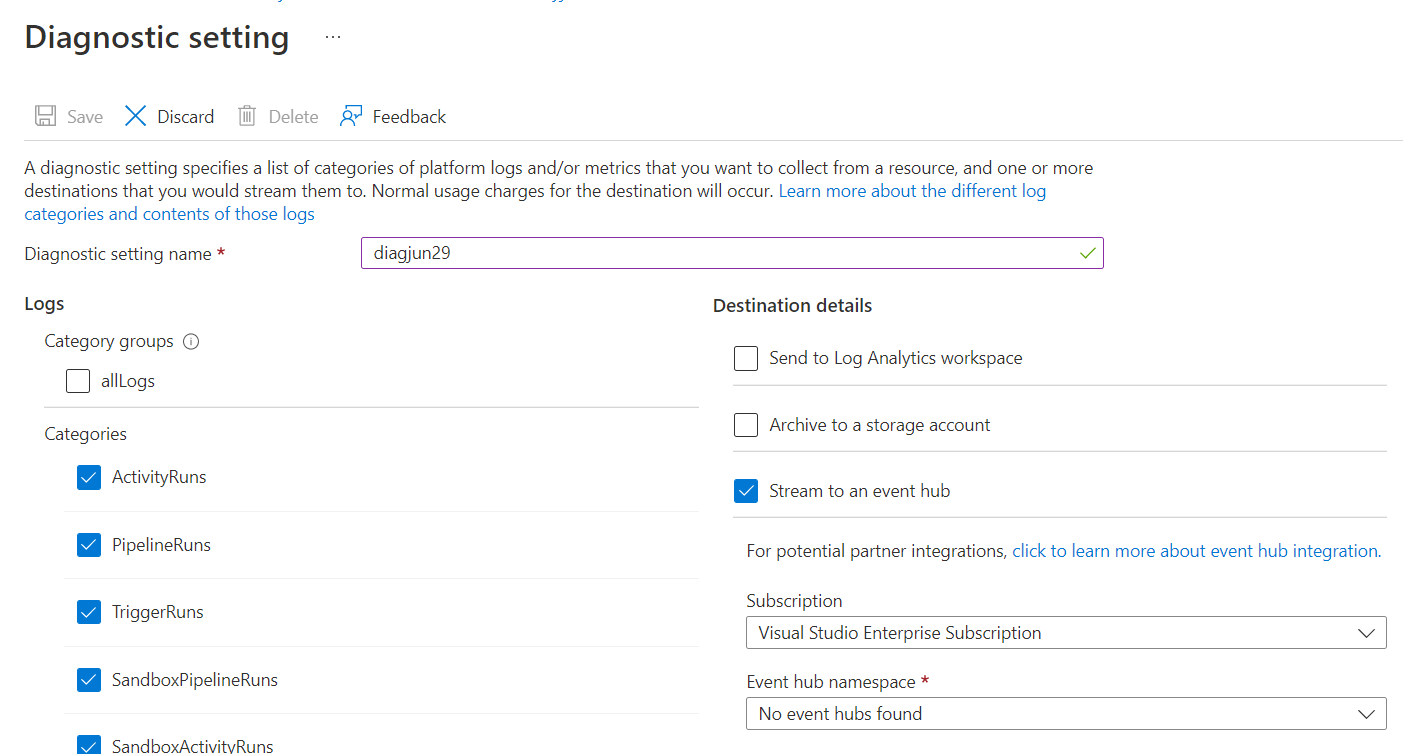 Diagnostic setting ...
Save Discard Delete Feedback
A diagnostic setting specifies a list of categories of platform logs and/or metrics that you want to collect from a resource, and one or more
destinations that you would stream them to. Normal usage charges for the destination will occur. Learn more about the different log
categories and contents of those logs
Diagnostic setting name * diagjun29
Logs
Category groups
allLogs
Categories
ActivityRuns
PipelineRuns
TriggerRuns
SandboxPipelineRuns
SandboxActivityRuns
Destination details
Send to Log Analytics workspace
Archive to a storage account
Stream to an event hub
For potential partner integrations, click to learn more about event hub integration.
Subscription
Visual Studio Enterprise Subscription
Event hub namespace *
No event hubs found